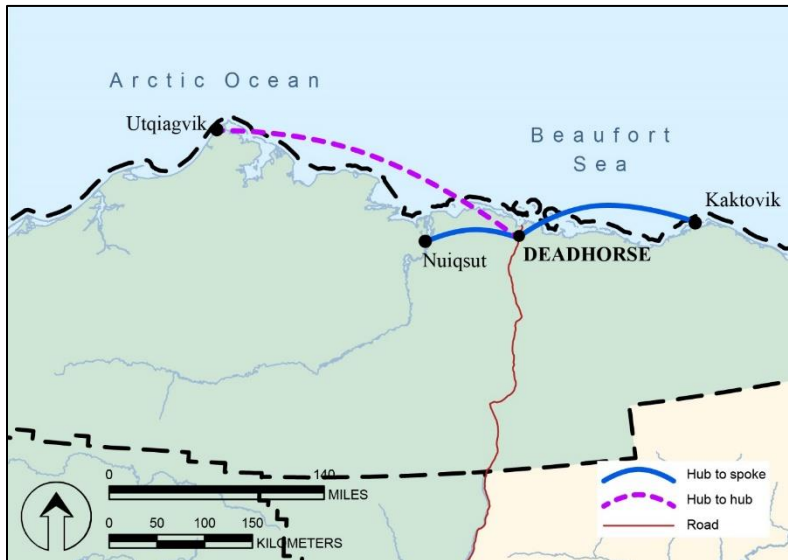 Arctic Ocean
Utqiagvik
Beaufort
Sea
Kaktovik
Nuiqsut
DEADHORSE
0 140
MILES
0 50 100 150
KILOMETERS
Hub to spoke
Hub to hub
Road